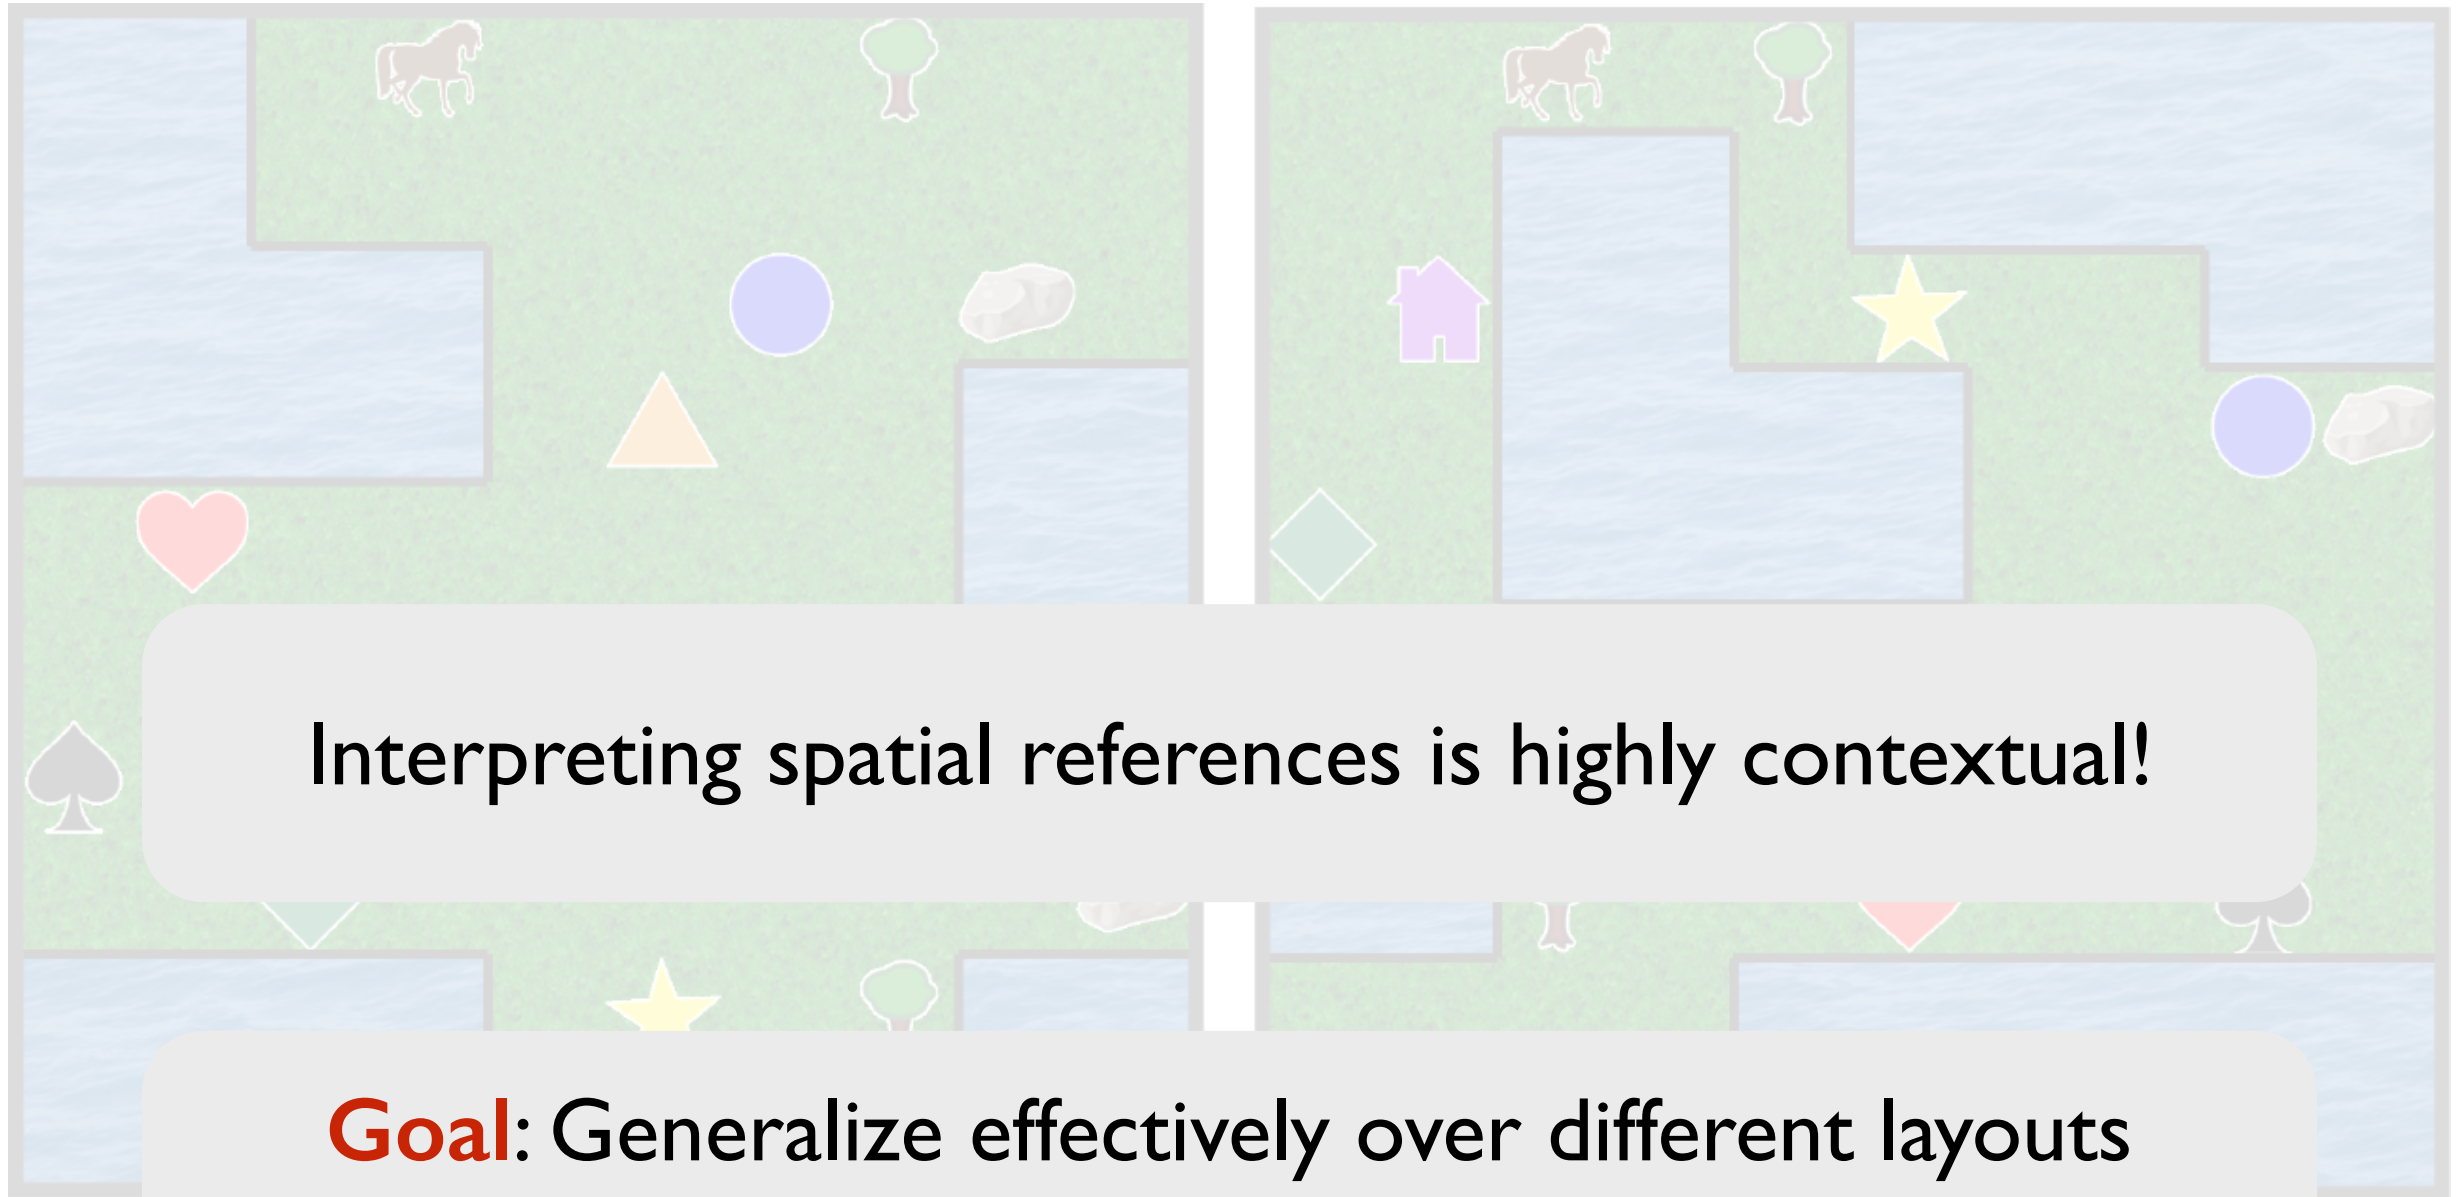 Interpreting spatial references is highly contextual!
Goal: Generalize effectively over different layouts